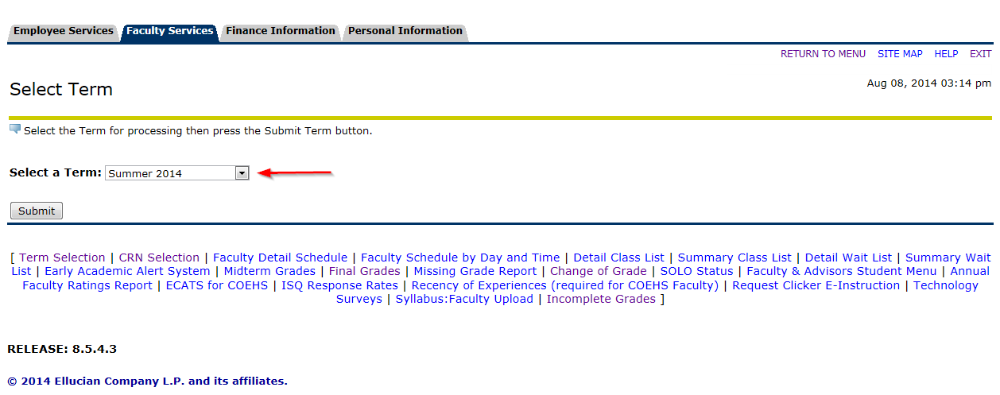 Employee Services Faculty Services Finance Information Personal Information
RETURN TO MENU SITE MAP HELP EXIT
Select Term
Aug 08, 2014 03:14 pm
Select the Term for processing then press the Submit Term button.
Select a Term: Summer 2014
Submit
[ Term Selection | CRN Selection | Faculty Detail Schedule | Faculty Schedule by Day and Time | Detail Class List | Summary Class List | Detail Wait List | Summary Wait
List | Early Academic Alert System | Midterm Grades | Final Grades | Missing Grade Report | Change of Grade | SOLO Status | Faculty & Advisors Student Menu | Annual
Faculty Ratings Report | ECATS for COEHS | ISQ Response Rates | Recency of Experiences (required for COEHS Faculty) | Request Clicker E-Instruction | Technology
Surveys | Syllabus:Faculty Upload | Incomplete Grades ]
RELEASE: 8.5.4.3
© 2014 Ellucian Company L.P. and its affiliates.